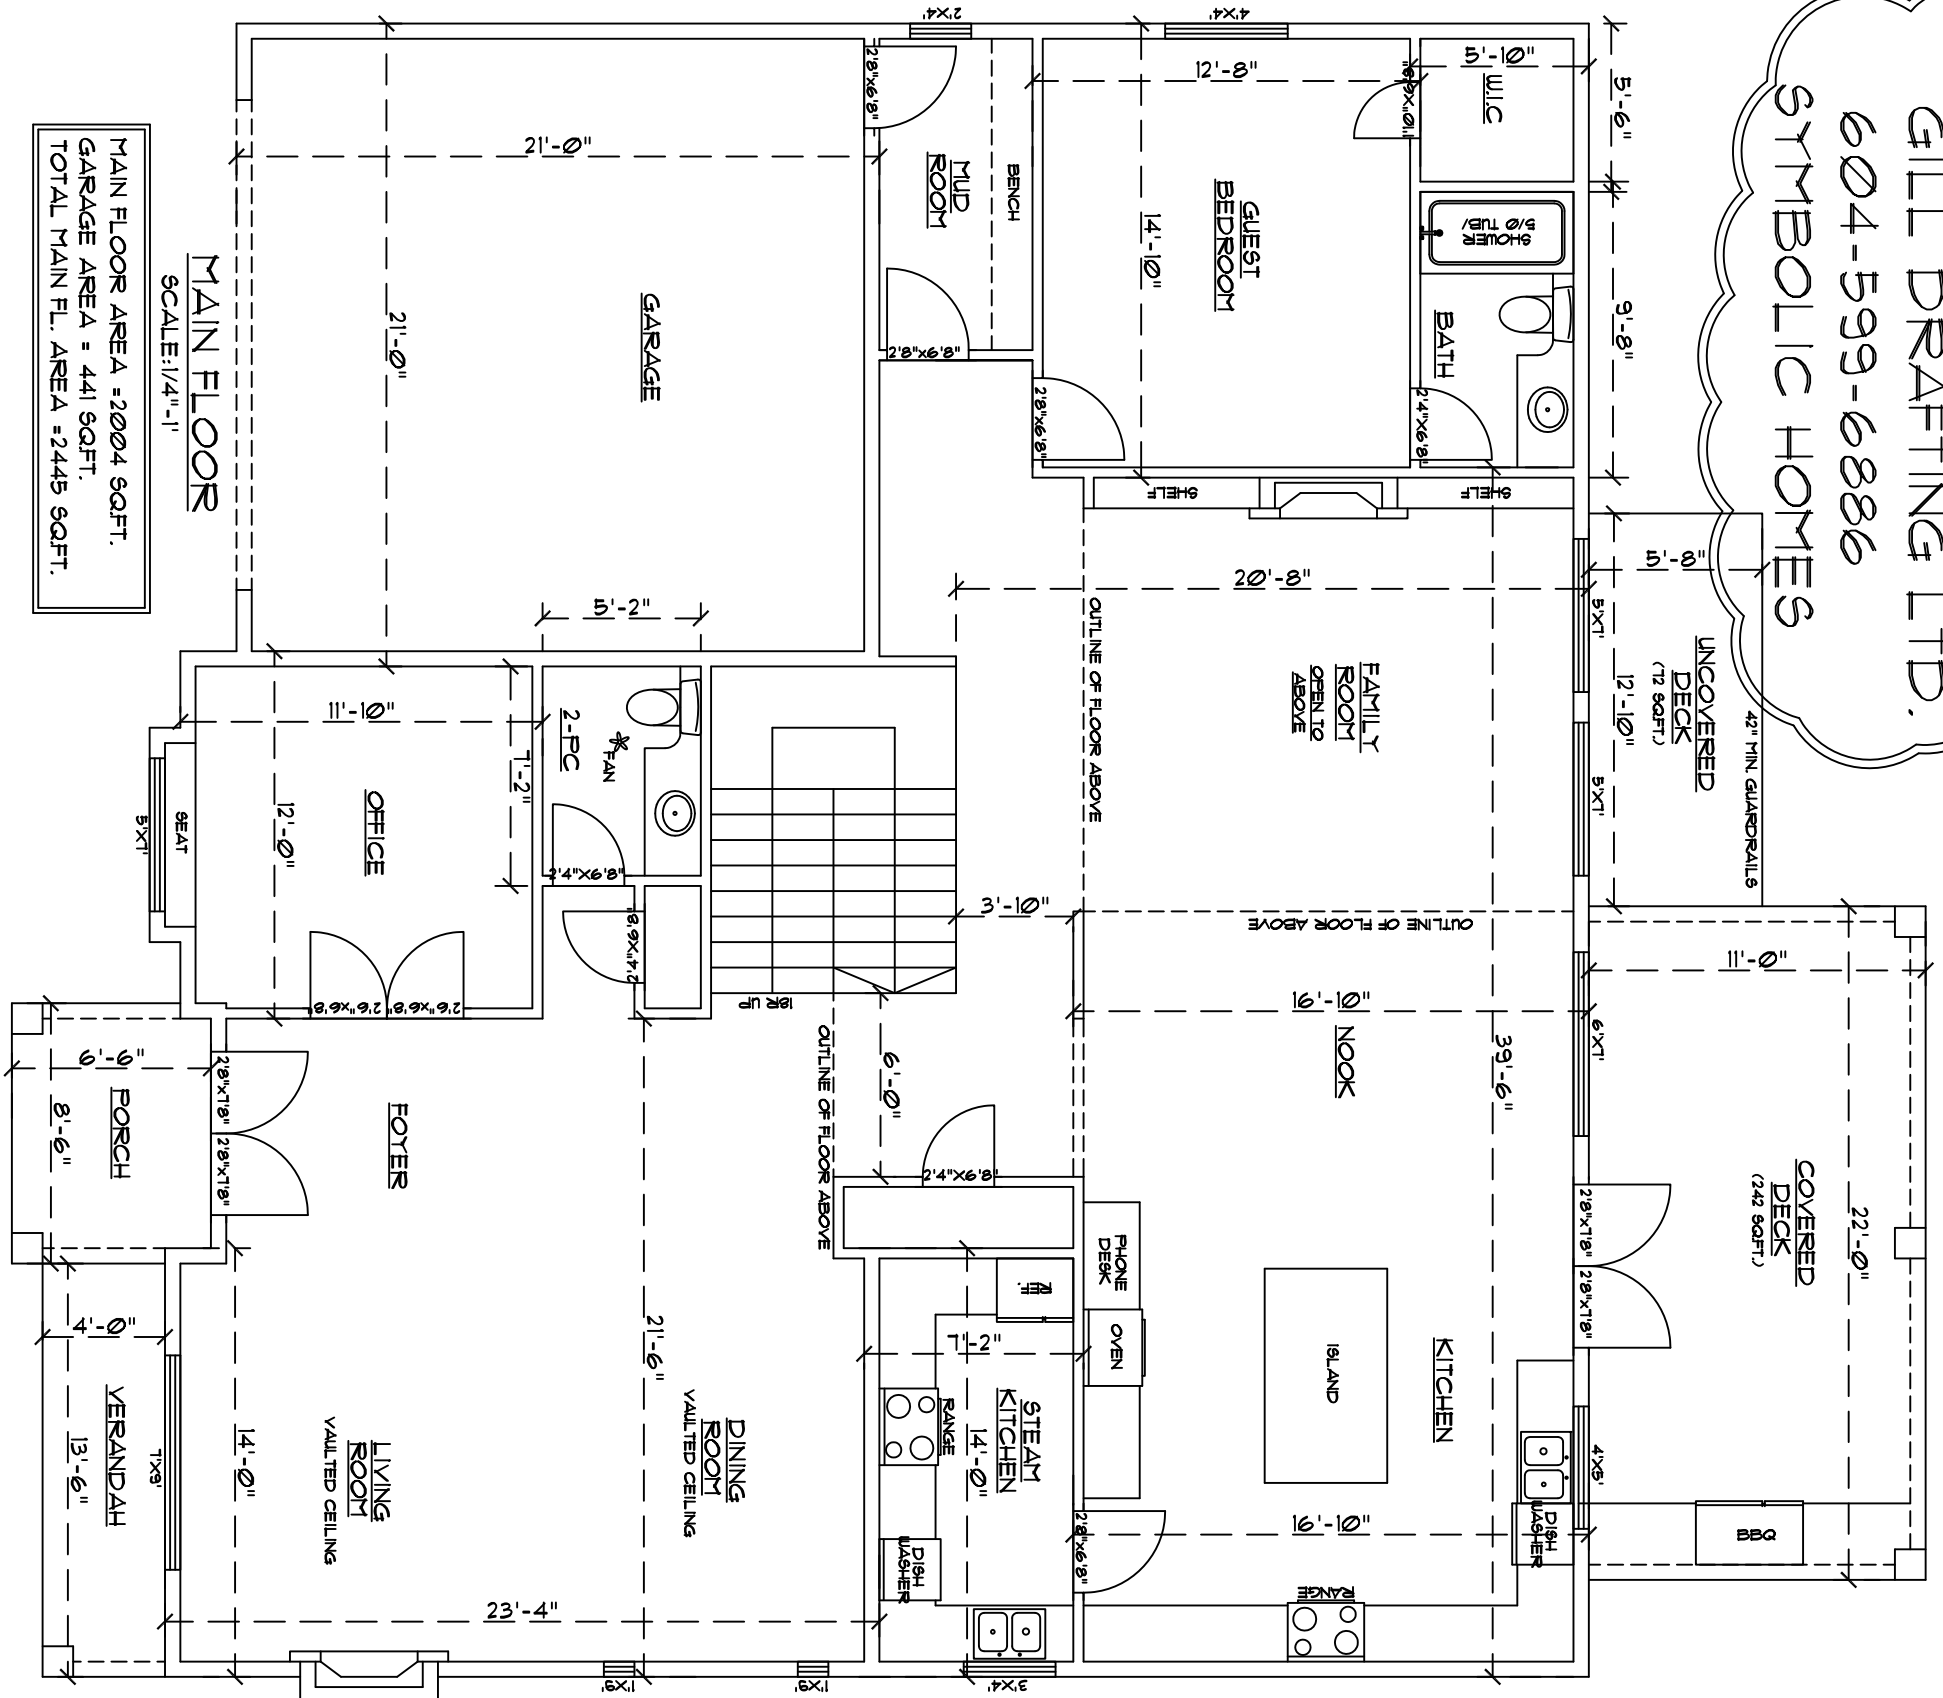 GILL DRAFTING LTD.
604-599-6886
SYMBOLIC HOMES
2'X4'
4'X4'
5'-10"
W.I.C
5'-6"
12'-8"
1'10"X6'8"
2'8"x6'8"
21'-0"
MUD
ROOM
BENCH
14'-10"
GUEST
BEDROOM
5/0 TUB/
SHOWER
BATH
9'-8"
2'8"x6'8"
2'8"x6'8"
2'4"X6'8"
GARAGE
21'-0"
SHELF
SHELF
20'-8"
5'-8"
12'-10"
UNCOVERED
DECK
(72 SQ.FT.)
42" MIN. GUARDRAILS
5'X7'
5'X7'
FAMILY
ROOM
OPEN TO
ABOVE
OUTLINE OF FLOOR ABOVE
OUTLINE OF FLOOR ABOVE
MAIN FLOOR
SCALE:1/4"-1'
MAIN FLOOR AREA =2004 SQ.FT.
GARAGE AREA = 441 SQ.FT.
TOTAL MAIN FL. AREA =2445 SQ.FT.
5'-2"
11'-10"
2-PC
FAN
7'-2"
OFFICE
12'-0"
SEAT
5'X7'
2'4"X6'8"
2'4"X6'8"
2'6"x6'8"
2'6"x6'8"
18R UP
3'-10"
16'-10"
NOOK
39'-6"
6'X7'
11'-0"
COVERED
DECK
(242 SQ.FT.)
22'-0"
6'-0"
OUTLINE OF FLOOR ABOVE
2'4"X6'8"
6'-6"
PORCH
8'-6"
2'8"x7'8"
2'8"x7'8"
FOYER
2'8"x7'8"
2'8"x7'8"
PHONE
DESK
OVEN
ISLAND
KITCHEN
REF.
7'-2"
STEAM
KITCHEN
RANGE
14'-0"
DISH
WASHER
2'8"x6'8"
16'-10"
DISH
WASHER
4'X5'
BBQ
RANGE
21'-6"
DINING
ROOM
VAULTED CEILING
LIVING
ROOM
VAULTED CEILING
14'-0"
4'-0"
VERANDAH
13'-6"
7'X9'
23'-4"
1'X9'
1'X9'
3'X4'